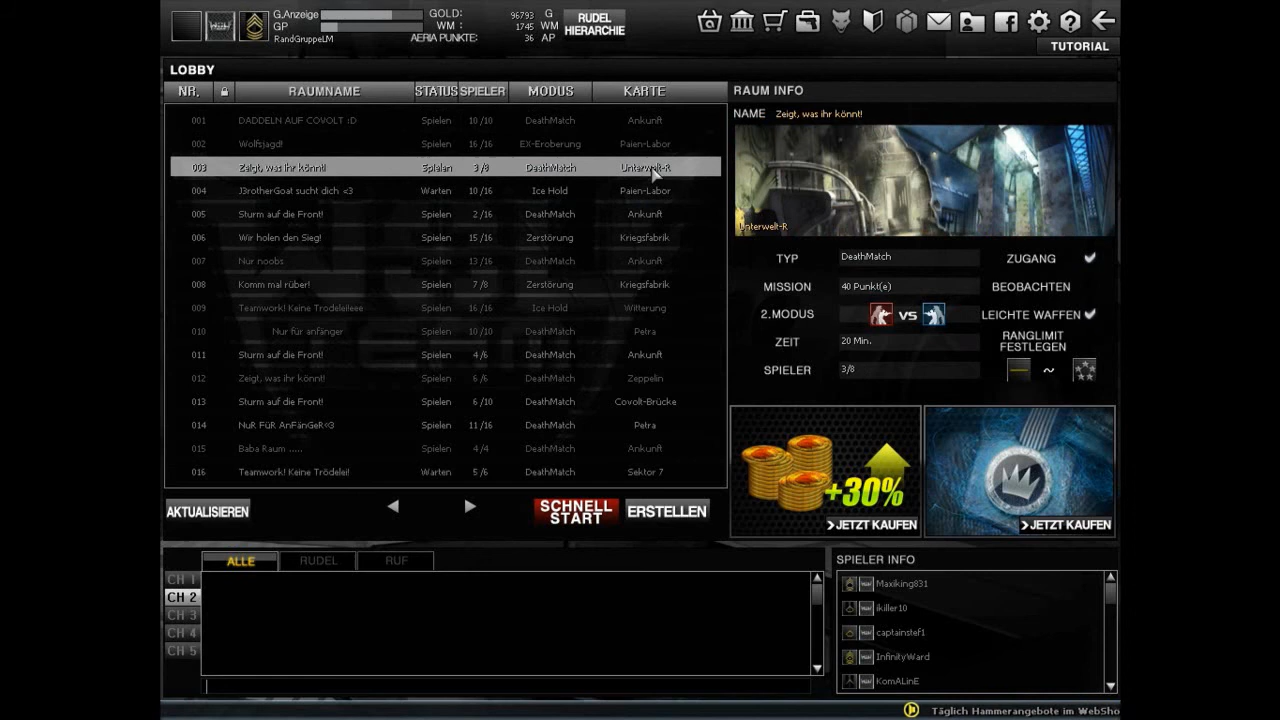 G.Anzeige GOLD: 96793 G
GP WM : 1745 WM
RandGruppeLM AERIA PUNKTE: 36 AP
RUDEL
HIERARCHIE
TUTORIAL
LOBBY
NR. RAUMNAME STATUS SPIELER MODUS KARTE
001 DADDELN AUF COVOLT :D Spielen 10 /10 DeathMatch Ankunft
002 Wolfsjagd! Spielen 16 /16 EX-Eroberung Paien-Labor
003 Zeigt, was ihr könnt! Spielen 3 /8 DeathMatch Unterwelt-R
004 J3rotherGoat sucht dich <3 Warten 10 /16 Ice Hold Paien-Labor
005 Sturm auf die Front! Spielen 2 /16 DeathMatch Ankunft
006 Wir holen den Sieg! Spielen 15 /16 Zerstörung Kriegsfabrik
007 Nur noobs Spielen 16 /16 DeathMatch Ankunft
008 Komm mal rüber! Spielen 7 /8 Zerstörung Kriegsfabrik
009 Teamwork! Keine Trodeleileee Spielen 16 /16 Ice Hold Witterung
010 Nur für anfänger Spielen 10 /10 DeathMatch Petra
011 Sturm auf die Front! Spielen 4 /6 DeathMatch Ankunft
012 Zeigt, was ihr könnt! Spielen 6 /6 DeathMatch Zeppelin
013 Sturm auf die Front! Spielen 6 /10 DeathMatch Covolt-Brücke
014 NuR FüR AnFänGeR<3 Spielen 11 /16 DeathMatch Petra
015 Baba Raum ..... Spielen 4 /4 DeathMatch Ankunft
016 Teamwork! Keine Trödelei! Warten 5 /6 DeathMatch Sektor 7
AKTUALISIEREN
SCHNELL
START
ERSTELLEN
RAUM INFO
NAME Zeigt, was ihr könnt!
Unterwelt-R
TYP DeathMatch ZUGANG
MISSION 40 Punkt(e) BEOBACHTEN
2.MODUS VS LEICHTE WAFFEN
ZEIT 20 Min. RANGLIMIT
FESTLEGEN
SPIELER 3/8 ~
+30%
>JETZT KAUFEN
>JETZT KAUFEN
ALLE RUDEL RUF
CH 1
CH 2
CH 3
CH 4
CH 5
SPIELER INFO
Maxiking831
ikiller10
captainstef1
InfinityWard
KomALinE
Täglich Hammerangebote im WebSho